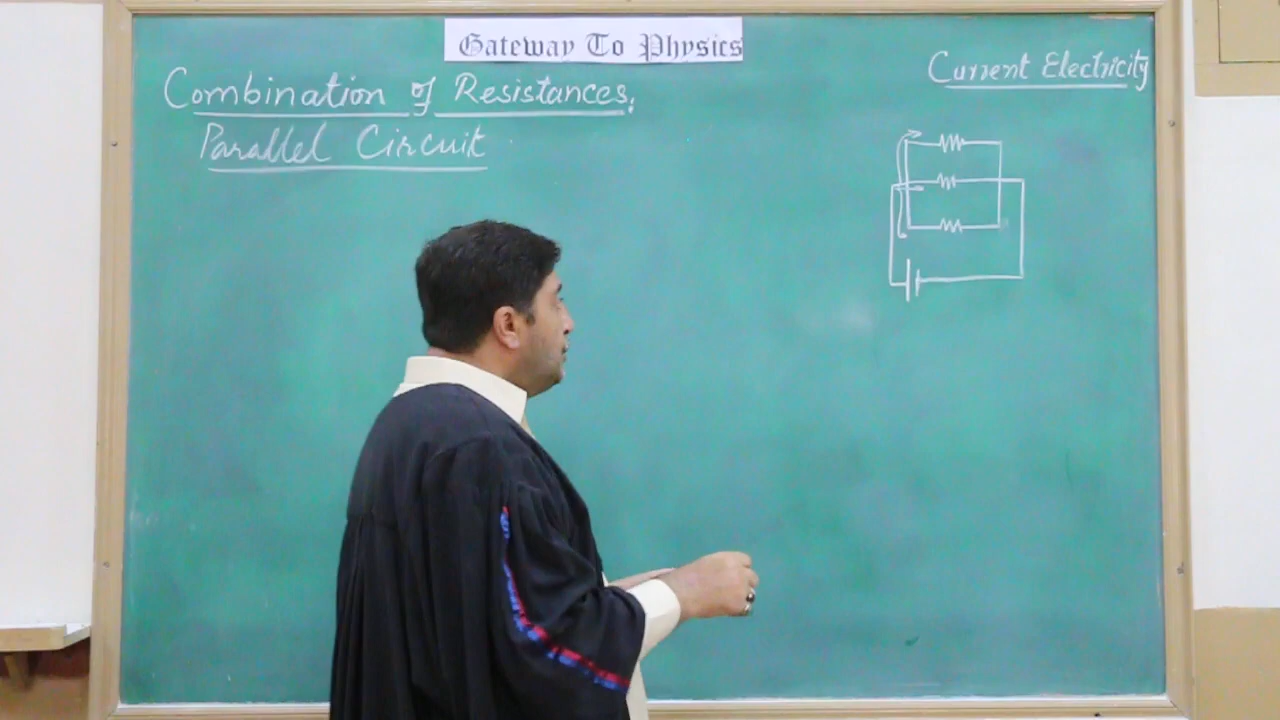 Gateway To Physics
Current Electricity
Combination of Resistances:
Parallel Circuit